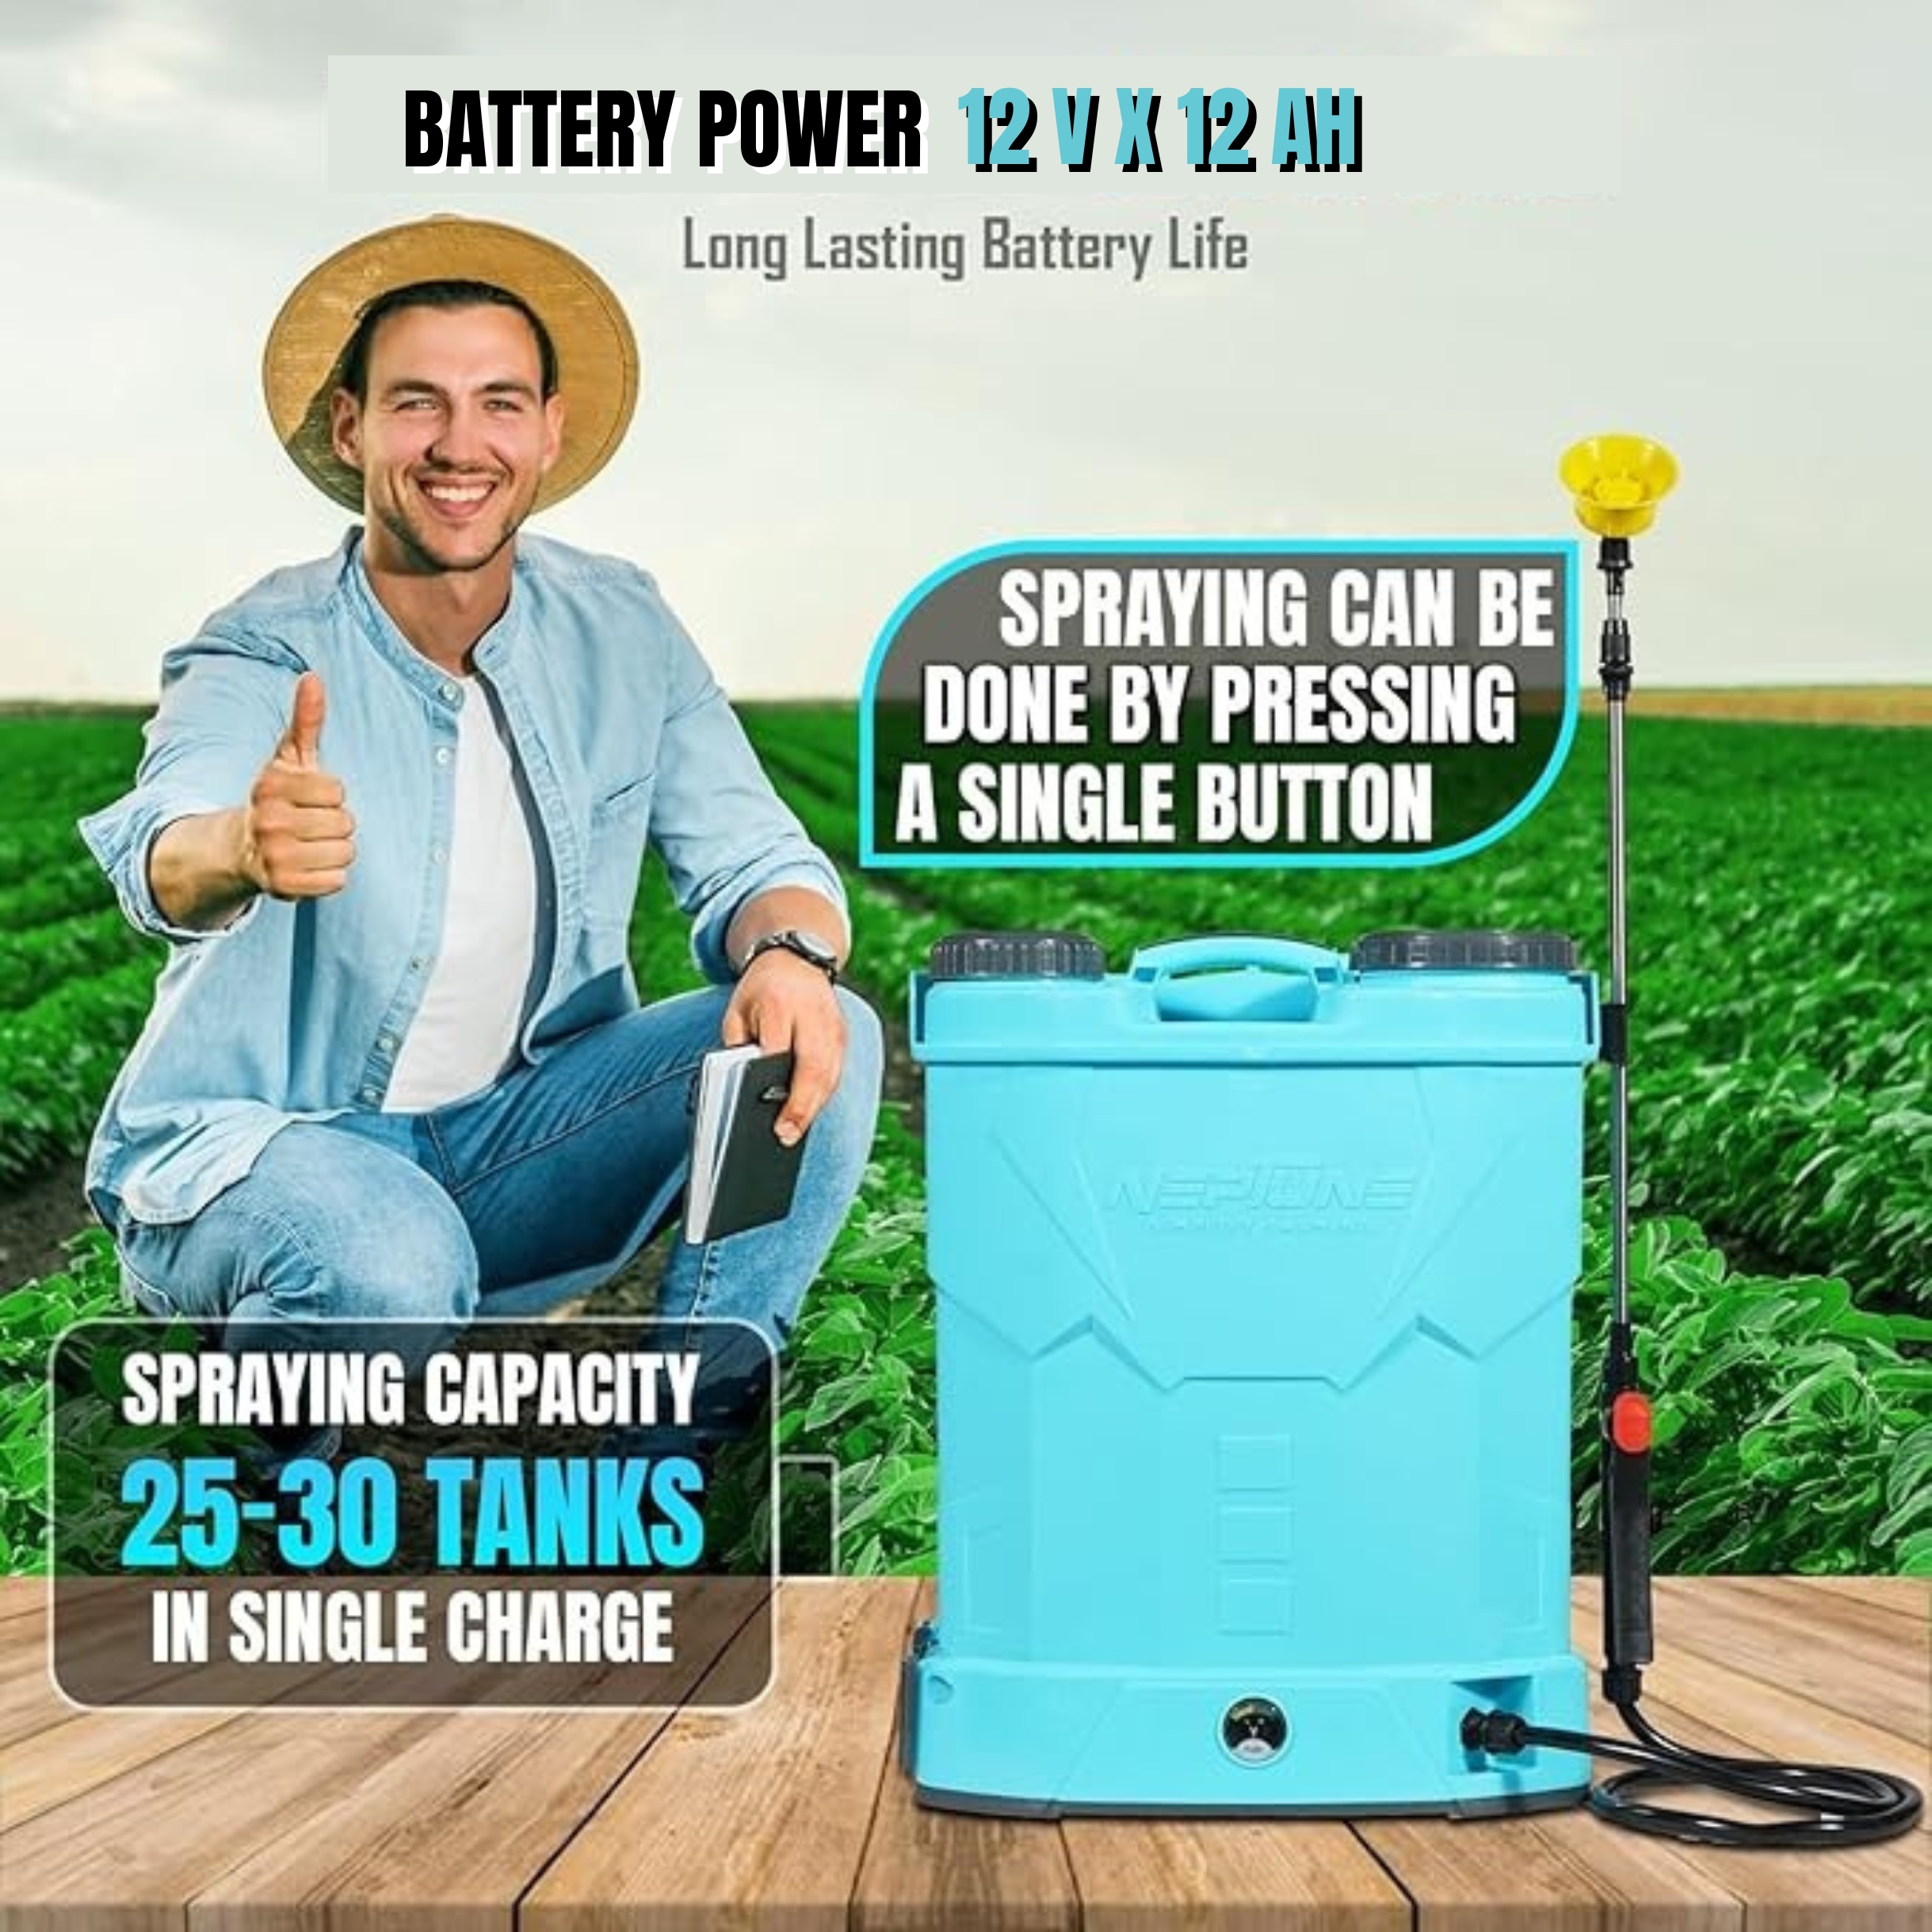 BATTERY POWER 12 V X 12 AH
Long Lasting Battery Life
SPRAYING CAN BE
DONE BY PRESSING
A SINGLE BUTTON
NEPTUNE
SPRAYING CAPACITY
25-30 TANKS
IN SINGLE CHARGE